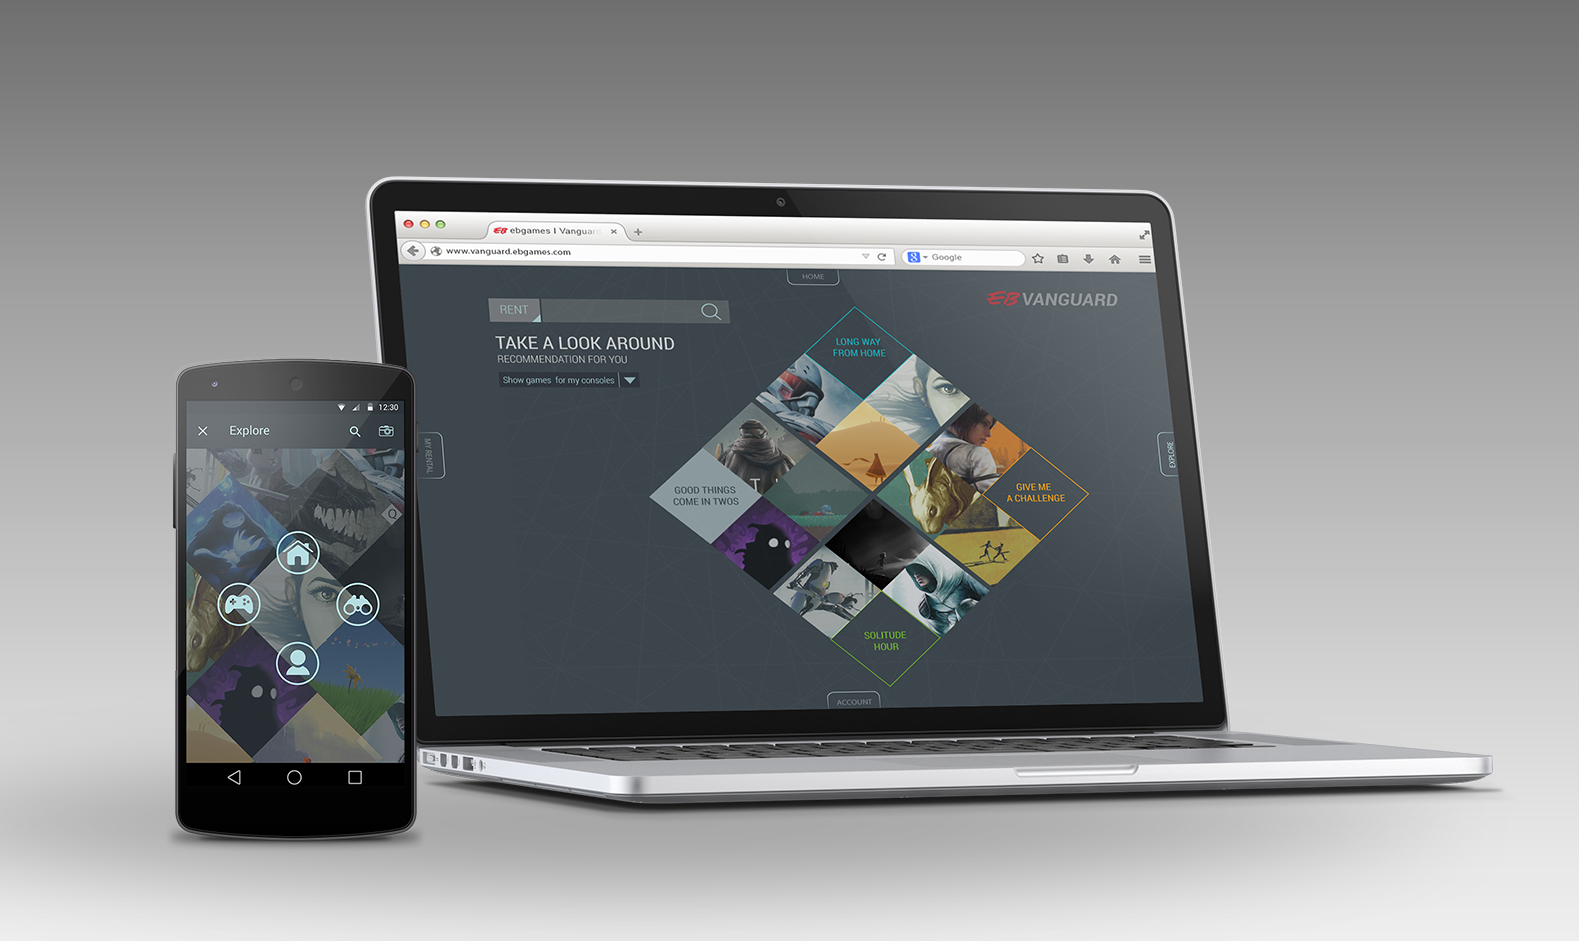 ebgames | Vanguar
www.vanguard.ebgames.com
Google
HOME
EB VANGUARD
RENT
TAKE A LOOK AROUND
RECOMMENDATION FOR YOU
Show games for my consoles
LONG WAY
FROM HOME
GOOD THINGS
COME IN TWOS
GIVE ME
A CHALLENGE
SOLITUDE
HOUR
MY RENTAL
EXPLORE
ACCOUNT
12:30
Explore